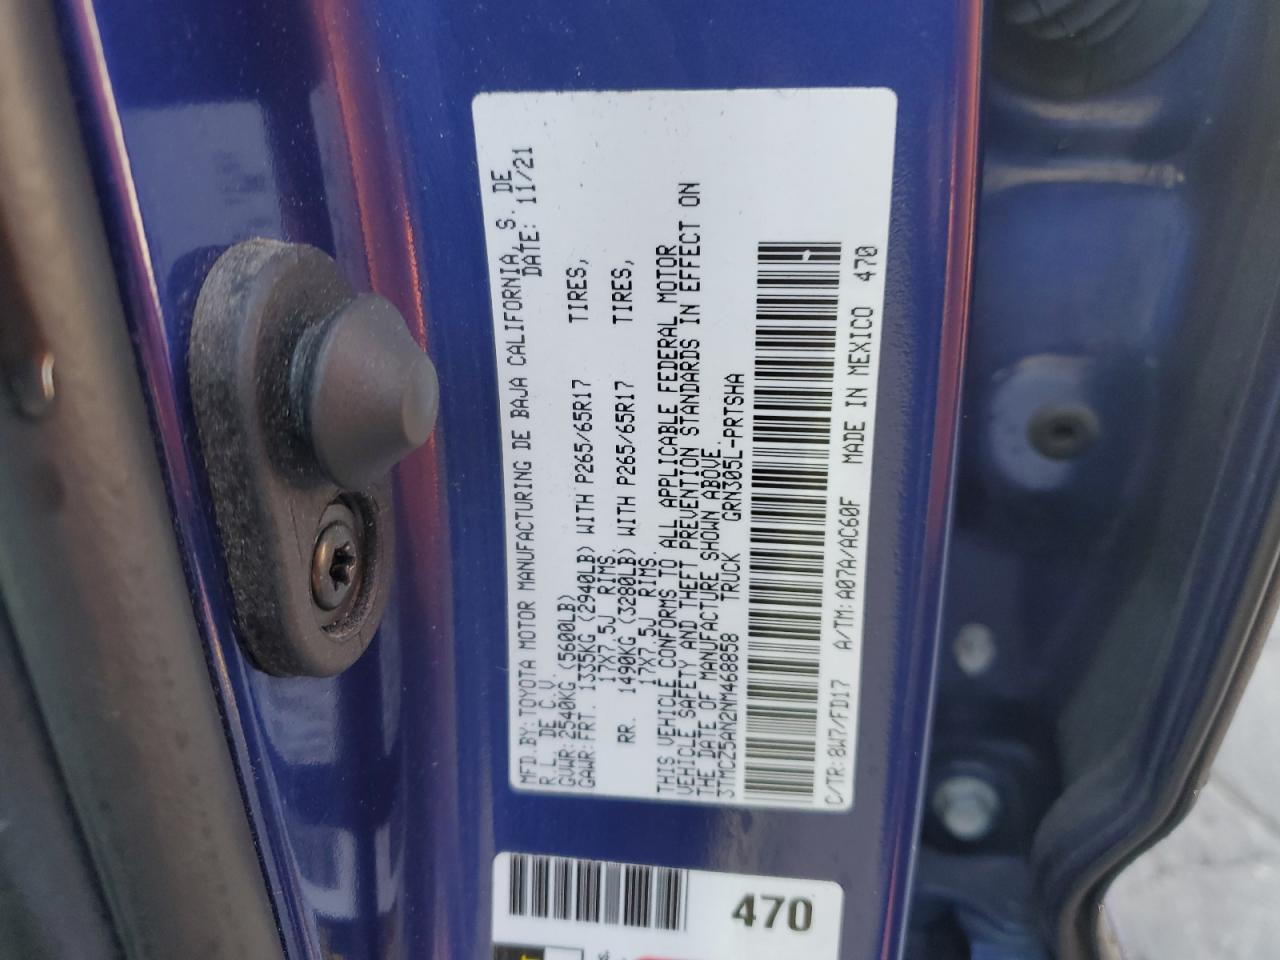 MFD.BY:TOYOTA MOTOR MANUFACTURING DE BAJA CALIFORNIA, S. DE
R.L. DE C.V. DATE: 11/21
GVWR:2540KG (5600LB)
GAWR:FRT. 1335KG (2940LB) WITH P265/65R17 TIRES,
17X7.5J RIMS.
RR. 1490KG (3280LB) WITH P265/65R17 TIRES,
17X7.5J RIMS.
THIS VEHICLE CONFORMS TO ALL APPLICABLE FEDERAL MOTOR
VEHICLE SAFETY AND THEFT PREVENTION STANDARDS IN EFFECT ON
THE DATE OF MANUFACTURE SHOWN ABOVE.
3TMCZ5AN2NM468858 TRUCK GRN305L-PRTSHA
C/TR:8W7/FD17 A/TM:A07A/AC60F MADE IN MEXICO 470
470